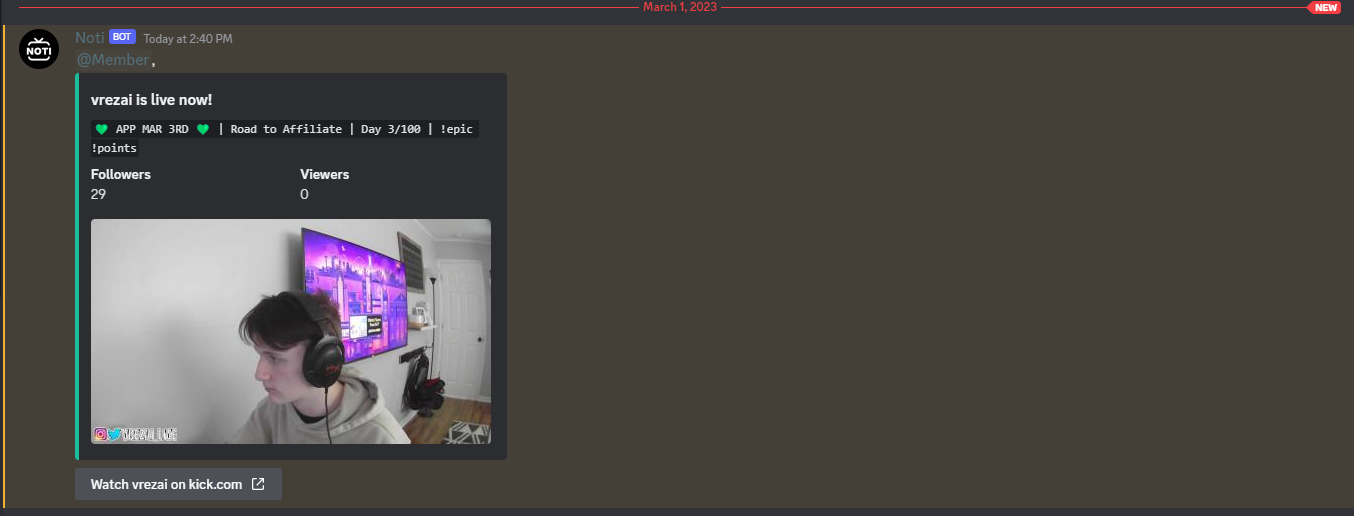 March 1, 2023
NEW
NOTI
Noti BOT Today at 2:40 PM
@Member ,
vrezai is live now!
💚 APP MAR 3RD 💚 | Road to Affiliate | Day 3/100 | !epic
!points
Followers Viewers
29 0
Watch vrezai on kick.com